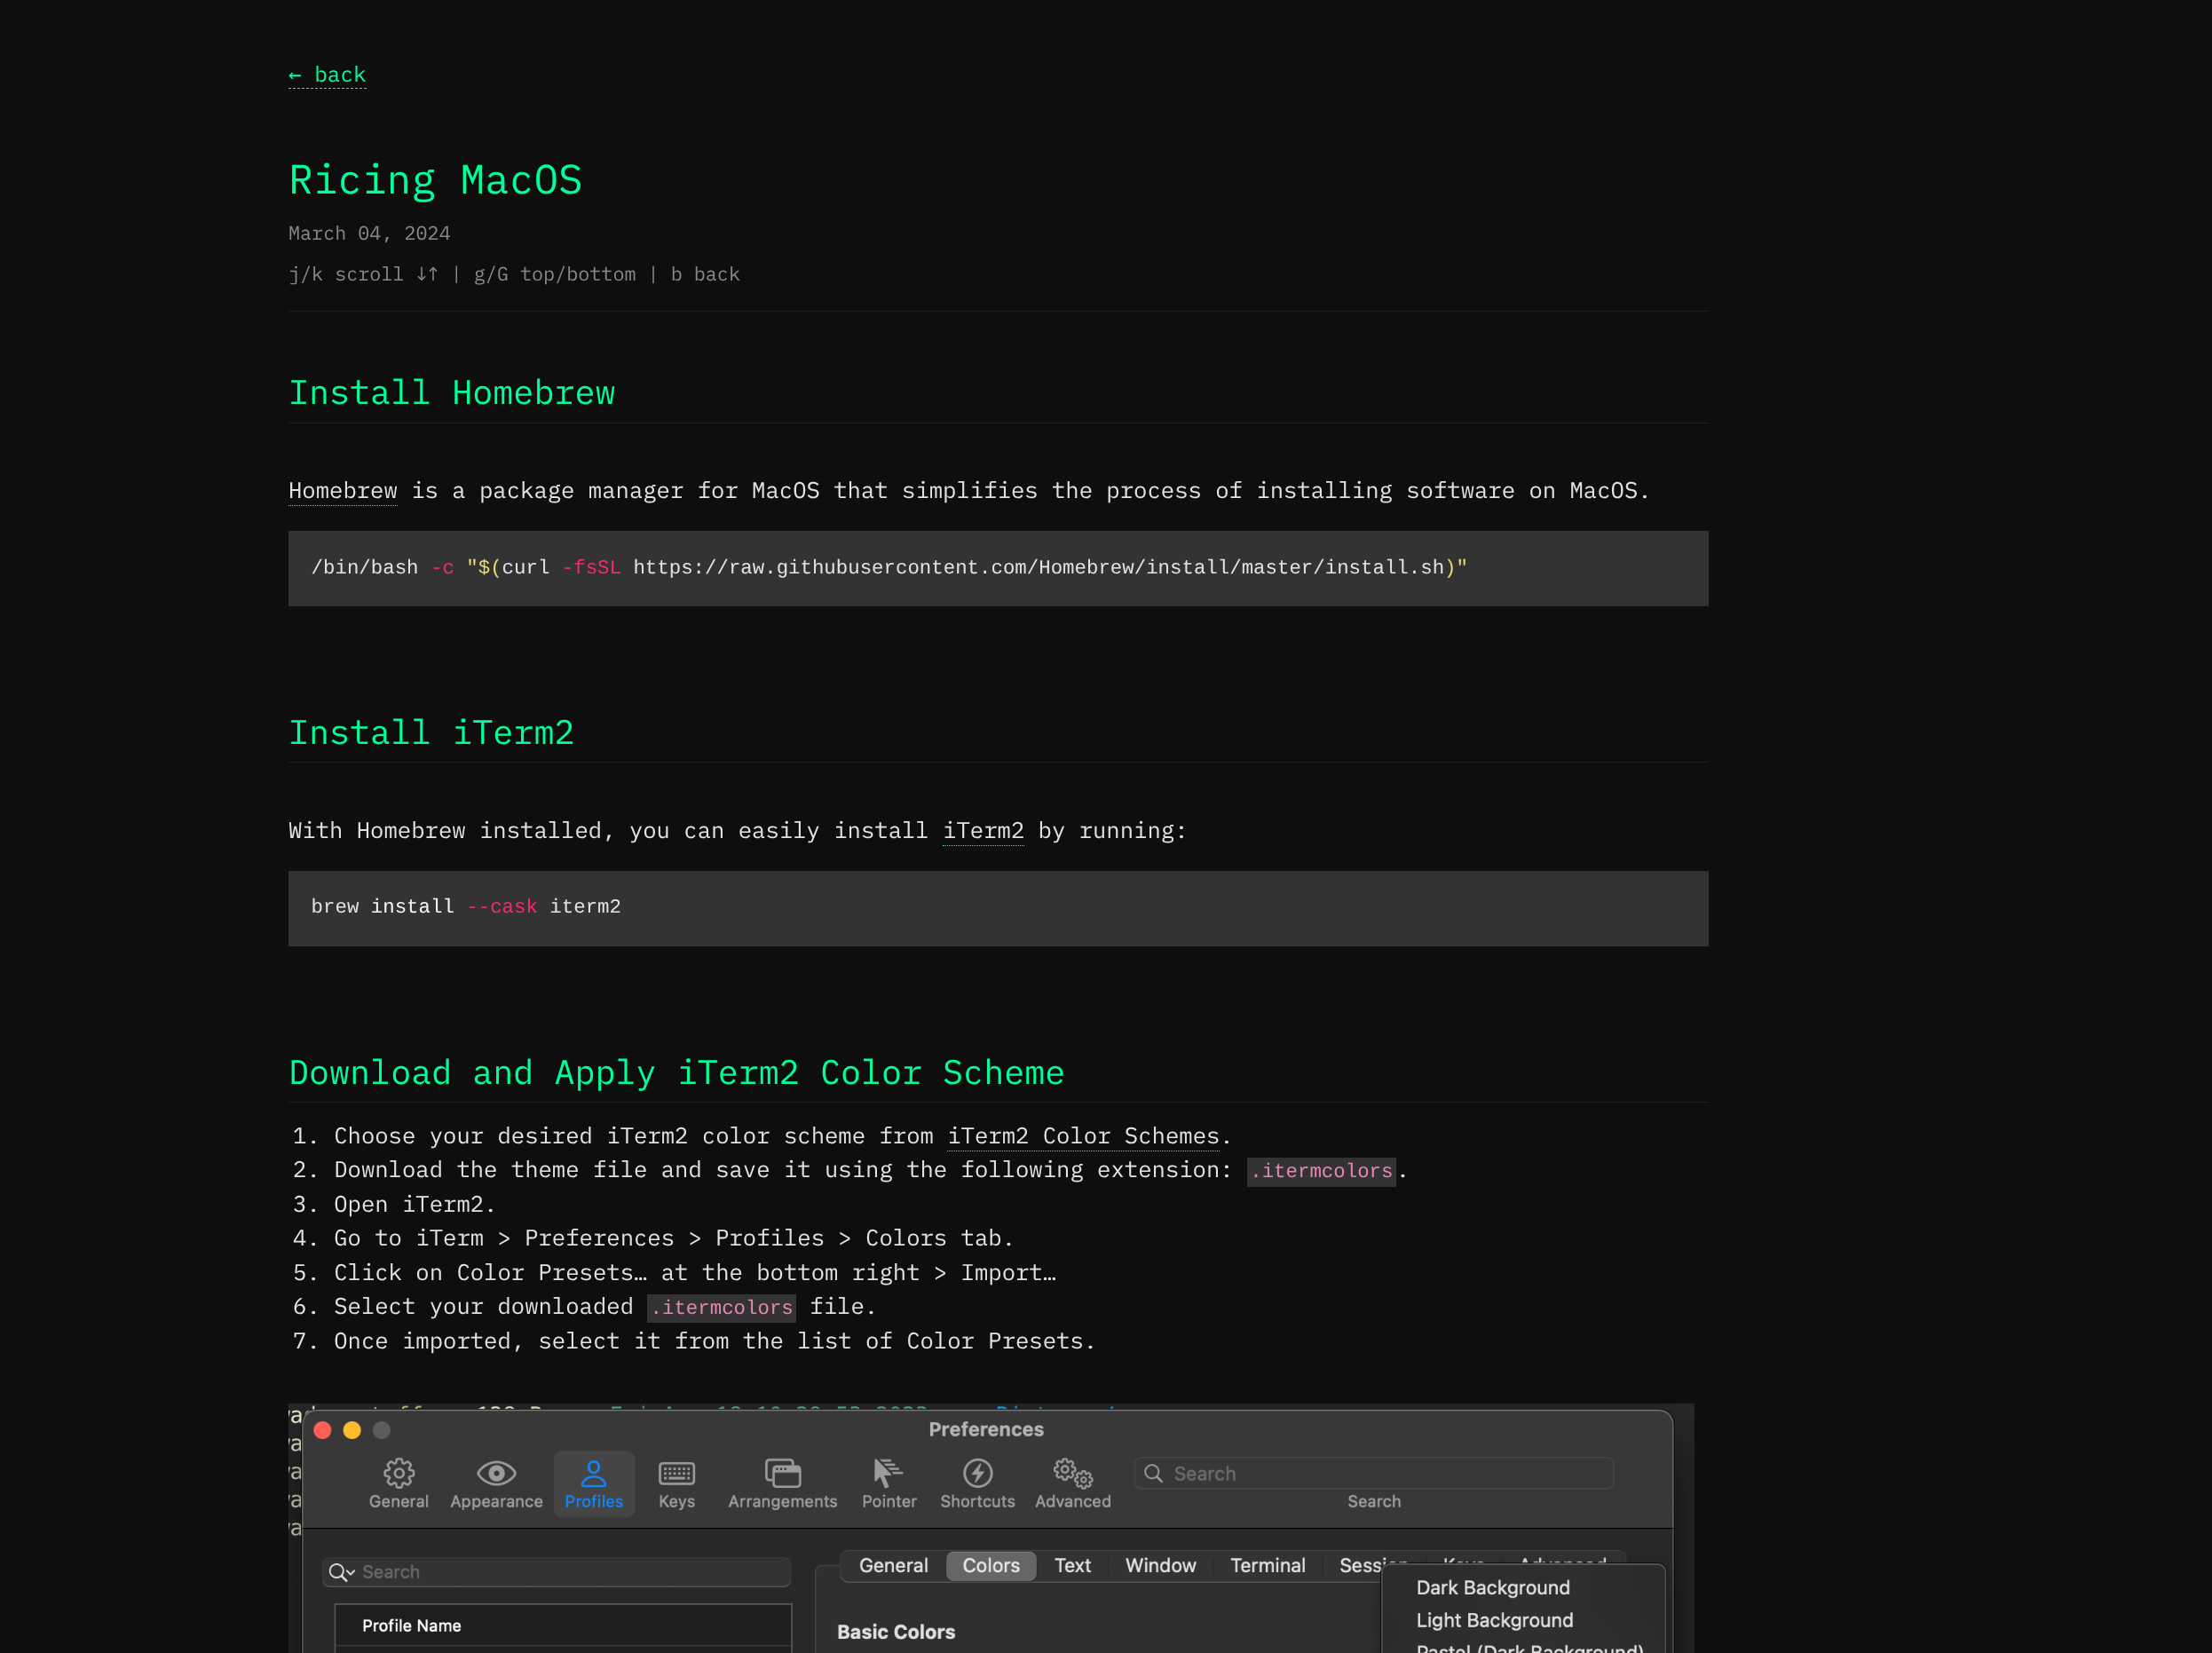 ← back
Ricing MacOS
March 04, 2024
j/k scroll ↓↑ | g/G top/bottom | b back
Install Homebrew
Homebrew is a package manager for MacOS that simplifies the process of installing software on MacOS.
/bin/bash -c "$(curl -fsSL https://raw.githubusercontent.com/Homebrew/install/master/install.sh)"
Install iTerm2
With Homebrew installed, you can easily install iTerm2 by running:
brew install --cask iterm2
Download and Apply iTerm2 Color Scheme
1. Choose your desired iTerm2 color scheme from iTerm2 Color Schemes.
2. Download the theme file and save it using the following extension: .itermcolors.
3. Open iTerm2.
4. Go to iTerm > Preferences > Profiles > Colors tab.
5. Click on Color Presets… at the bottom right > Import…
6. Select your downloaded .itermcolors file.
7. Once imported, select it from the list of Color Presets.
Preferences
General Appearance Profiles Keys Arrangements Pointer Shortcuts Advanced Search
Search
General Colors Text Window Terminal
Search
Dark Background
Profile Name
Light Background
Basic Colors
Pastel (Dark Background)